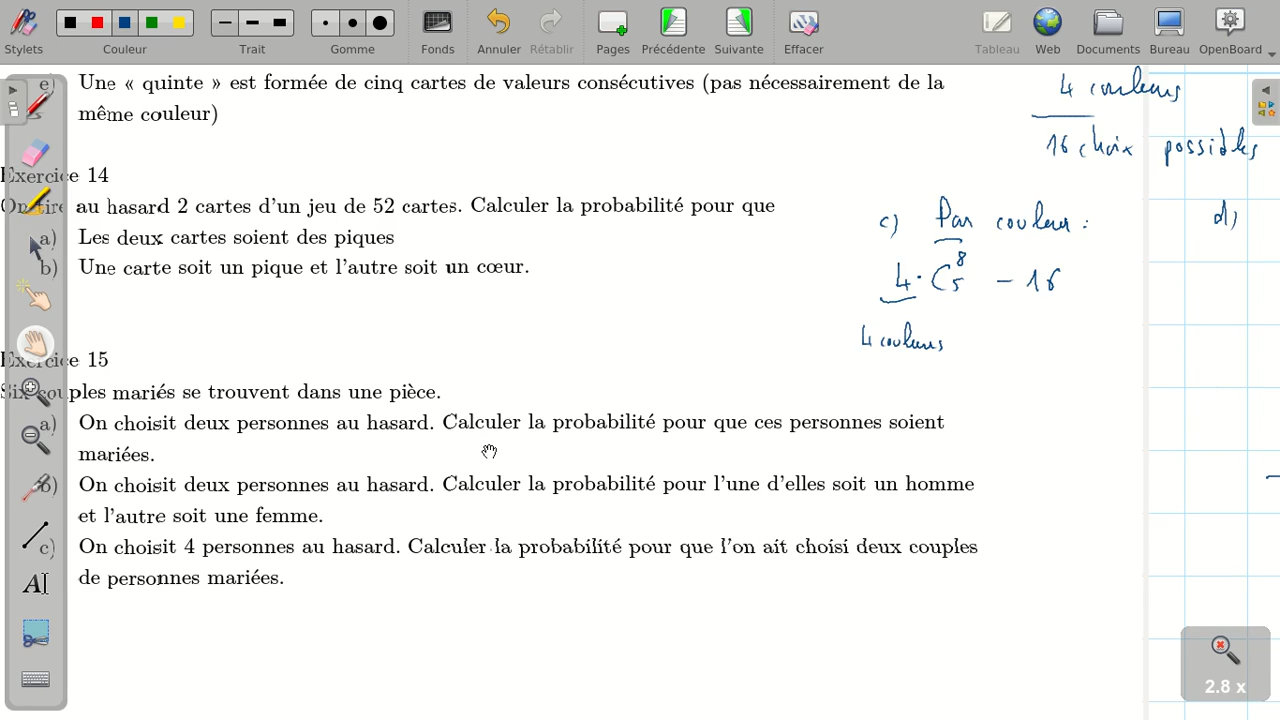 Stylets Couleur Trait Gomme Fonds Annuler Rétablir Pages Précédente Suivante Effacer Tableau Web Documents Bureau OpenBoard
e) Une « quinte » est formée de cinq cartes de valeurs consécutives (pas nécessairement de la
même couleur)
4 couleurs
16 choix possibles
Exercice 14
On tire au hasard 2 cartes d'un jeu de 52 cartes. Calculer la probabilité pour que
a) Les deux cartes soient des piques
b) Une carte soit un pique et l'autre soit un cœur.
c) Par couleur :
d)
4 · C₅⁸ – 16
4 couleurs
Exercice 15
Six couples mariés se trouvent dans une pièce.
a) On choisit deux personnes au hasard. Calculer la probabilité pour que ces personnes soient
mariées.
b) On choisit deux personnes au hasard. Calculer la probabilité pour l'une d'elles soit un homme
et l'autre soit une femme.
c) On choisit 4 personnes au hasard. Calculer la probabilité pour que l'on ait choisi deux couples
de personnes mariées.
A
2.8 x